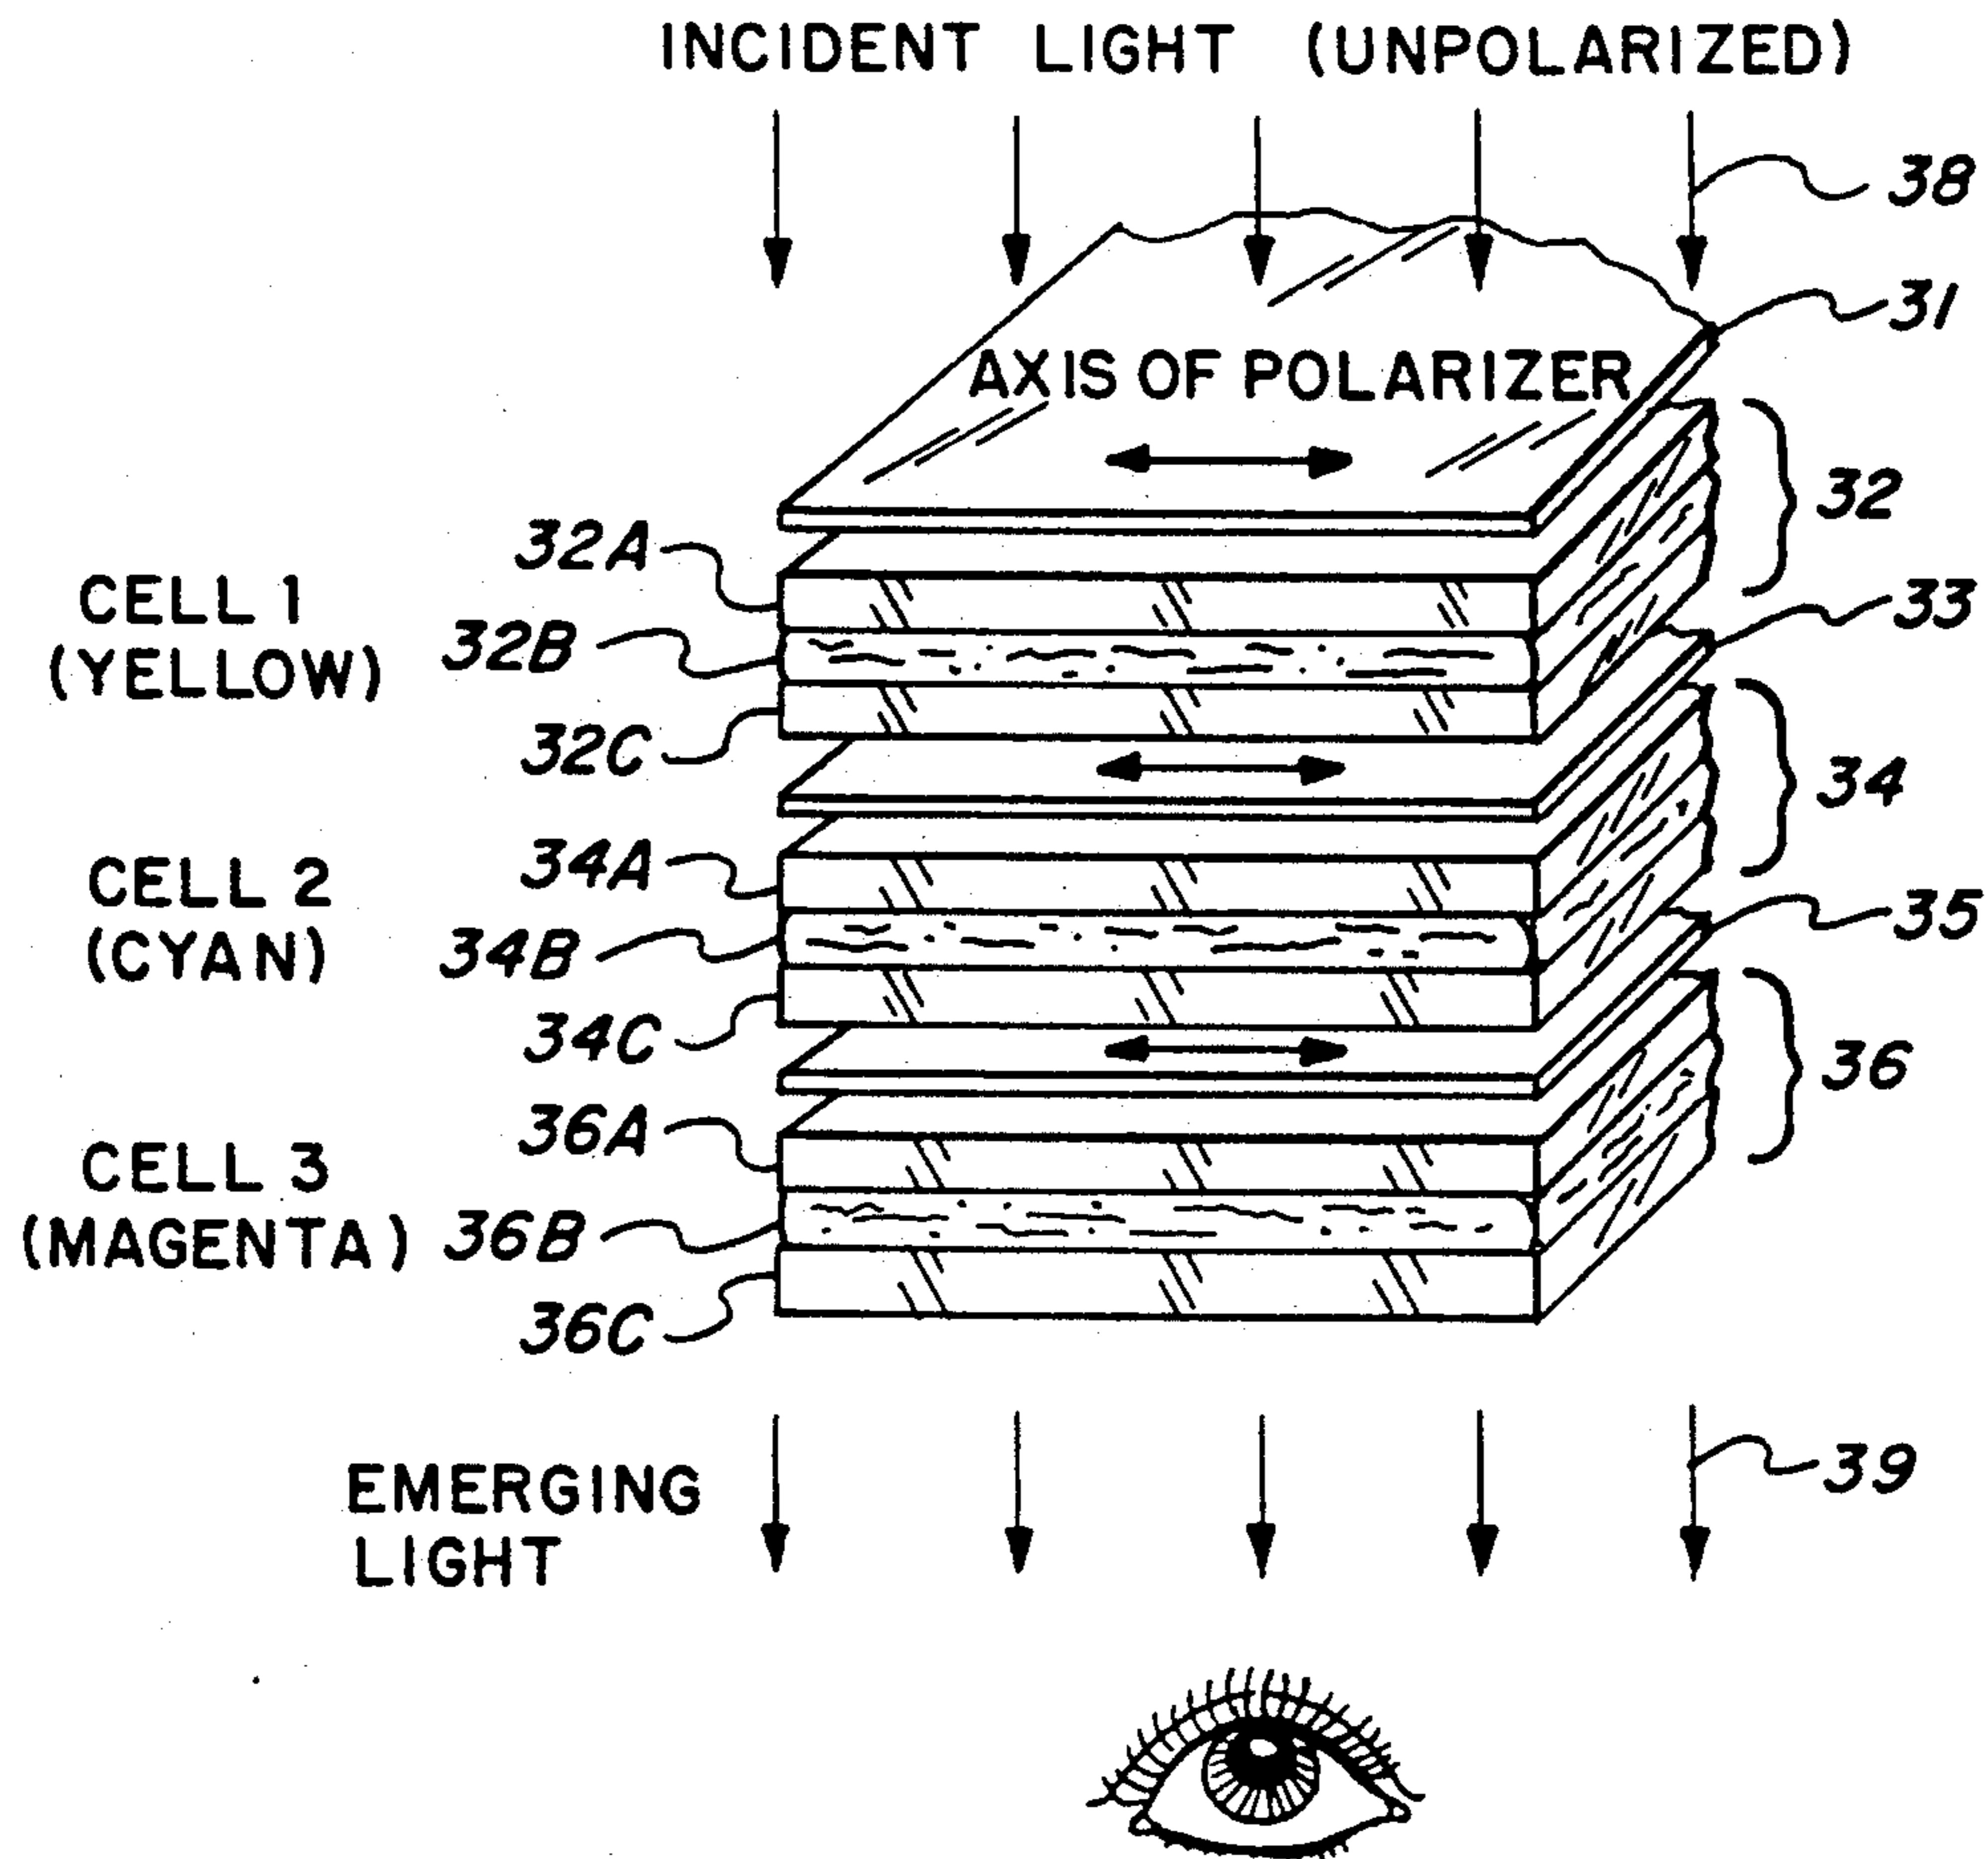 INCIDENT LIGHT (UNPOLARIZED)
38
31
AXIS OF POLARIZER
32
32A
CELL 1
(YELLOW)
32B
32C
33
34
34A
CELL 2
(CYAN)
34B
34C
35
36
36A
CELL 3
(MAGENTA)
36B
36C
EMERGING
LIGHT
39